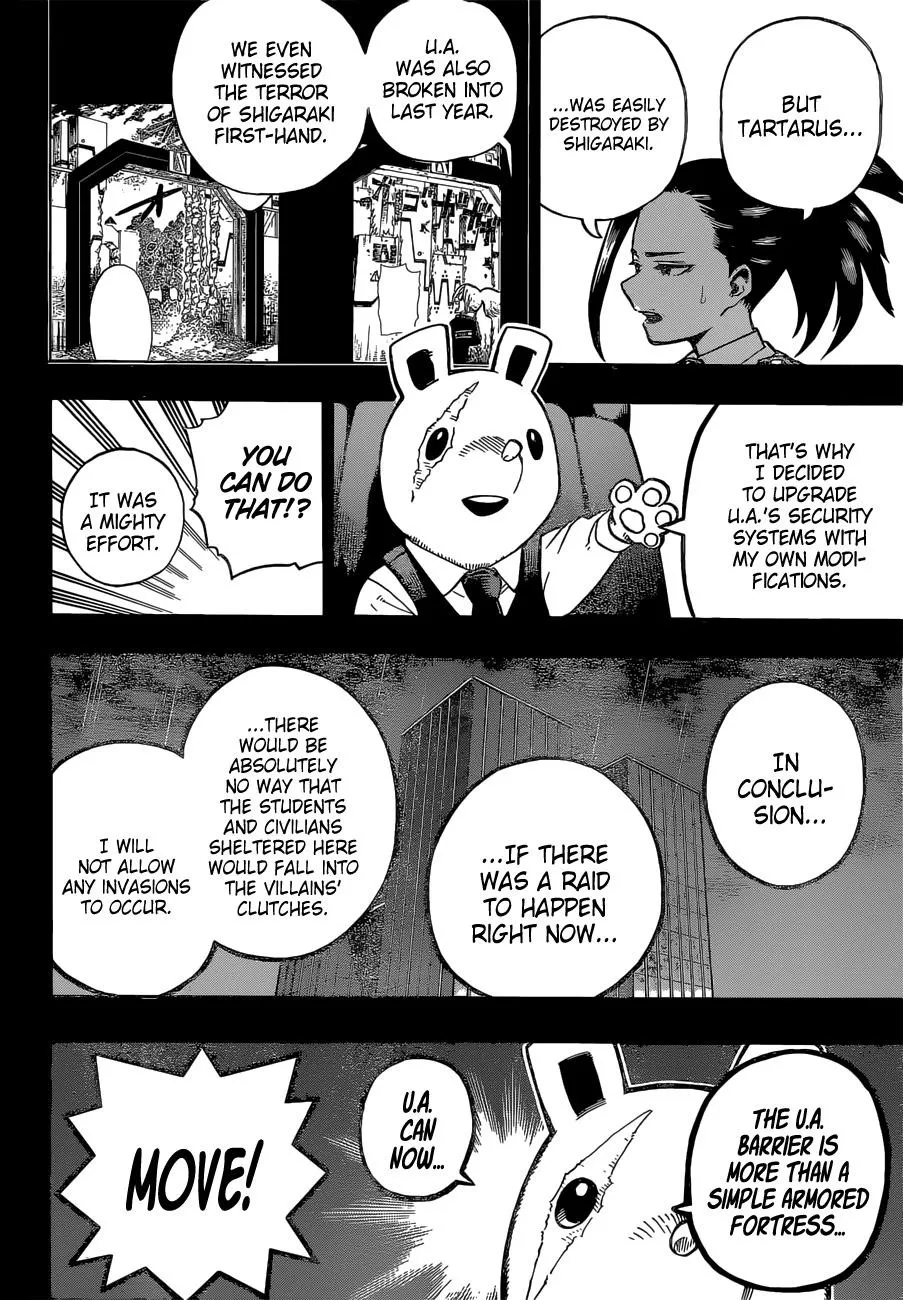 BUT
TARTARUS...
...WAS EASILY
DESTROYED BY
SHIGARAKI.
U.A.
WAS ALSO
BROKEN INTO
LAST YEAR.
WE EVEN
WITNESSED
THE TERROR
OF SHIGARAKI
FIRST-HAND.
THAT'S WHY
I DECIDED
TO UPGRADE
U.A.'S SECURITY
SYSTEMS WITH
MY OWN MODI-
FICATIONS.
YOU
CAN DO
THAT!?
IT WAS
A MIGHTY
EFFORT.
IN
CONCLU-
SION...
...IF THERE
WAS A RAID
TO HAPPEN
RIGHT NOW...
...THERE
WOULD BE
ABSOLUTELY
NO WAY THAT
THE STUDENTS
AND CIVILIANS
SHELTERED HERE
WOULD FALL INTO
THE VILLAINS'
CLUTCHES.
I WILL
NOT ALLOW
ANY INVASIONS
TO OCCUR.
THE U.A.
BARRIER IS
MORE THAN A
SIMPLE ARMORED
FORTRESS...
U.A.
CAN
NOW...
MOVE!